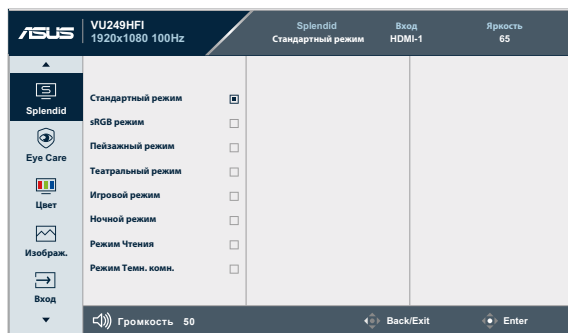 ASUS
VU249HFI
1920x1080 100Hz
Splendid
Стандартный режим
Вход
HDMI-1
Яркость
65
Splendid
Eye Care
Цвет
Изображ.
Вход
Стандартный режим
sRGB режим
Пейзажный режим
Театральный режим
Игровой режим
Ночной режим
Режим Чтения
Режим Темн. комн.
Громкость 50
Back/Exit
Enter